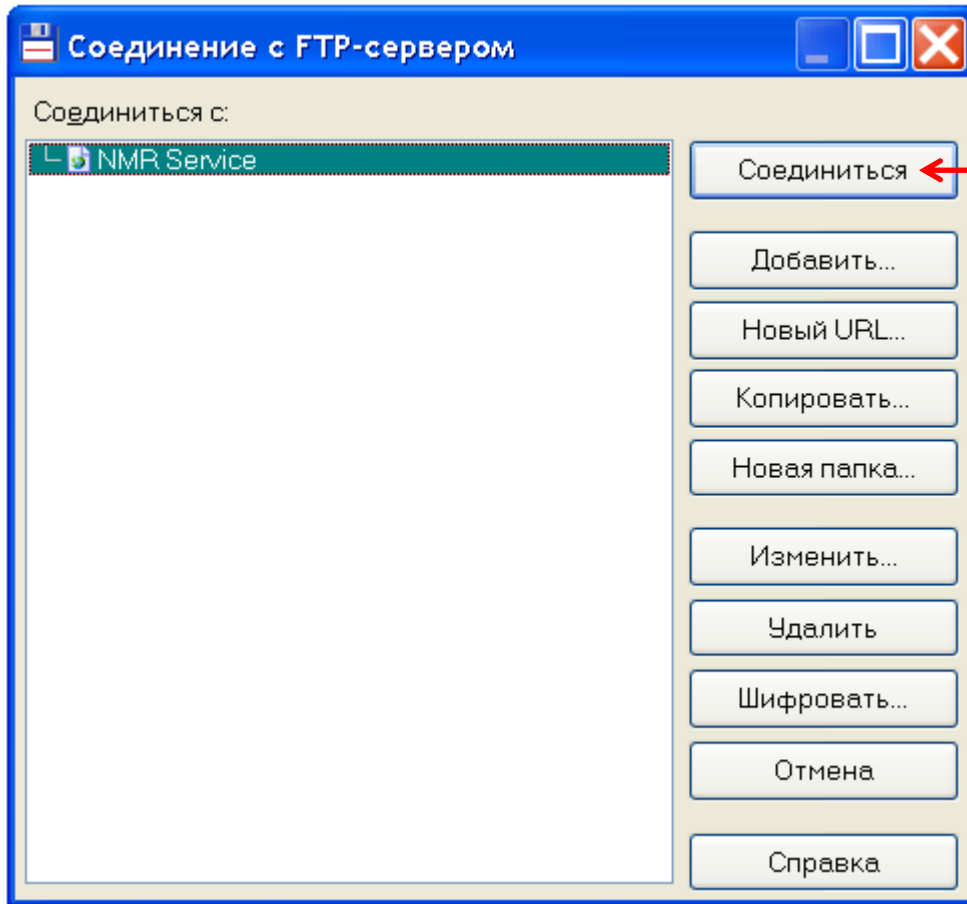 Соединение с FTP-сервером
Соединиться с:
NMR Service
Соединиться
Добавить...
Новый URL...
Копировать...
Новая папка...
Изменить...
Удалить
Шифровать...
Отмена
Справка